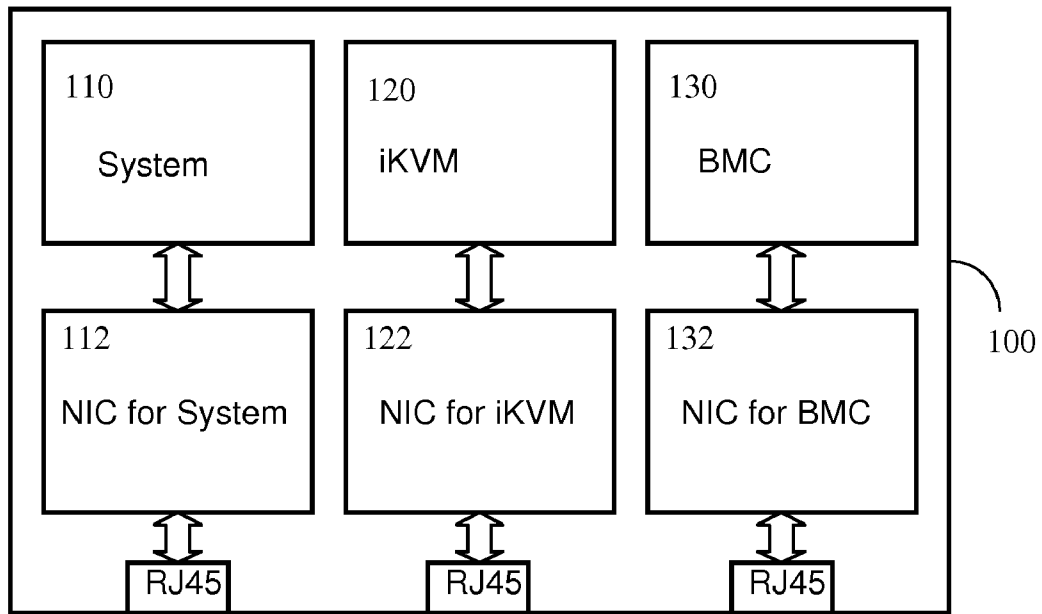 110
System
120
iKVM
130
BMC
112
NIC for System
122
NIC for iKVM
132
NIC for BMC
100
RJ45
RJ45
RJ45